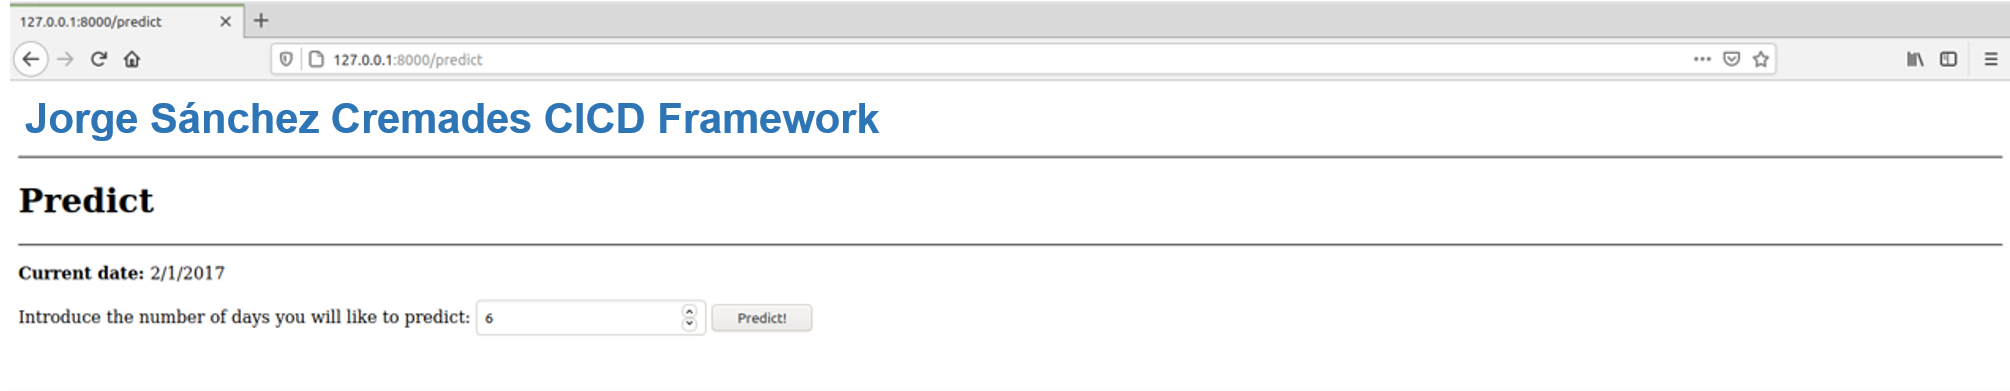 127.0.0.1:8000/predict
127.0.0.1:8000/predict
Jorge Sánchez Cremades CICD Framework
Predict
Current date: 2/1/2017
Introduce the number of days you will like to predict: 6 Predict!